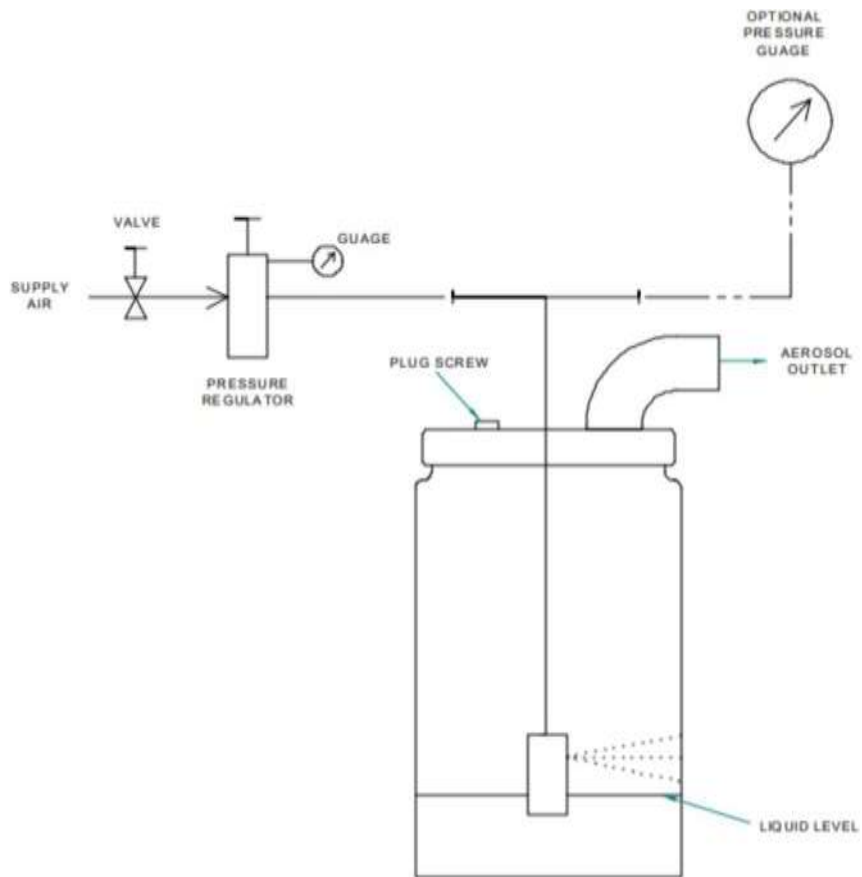 OPTIONAL
PRESSURE
GUAGE
VALVE
GUAGE
SUPPLY
AIR
PRESSURE
REGULATOR
PLUG SCREW
AEROSOL
OUTLET
LIQUID LEVEL